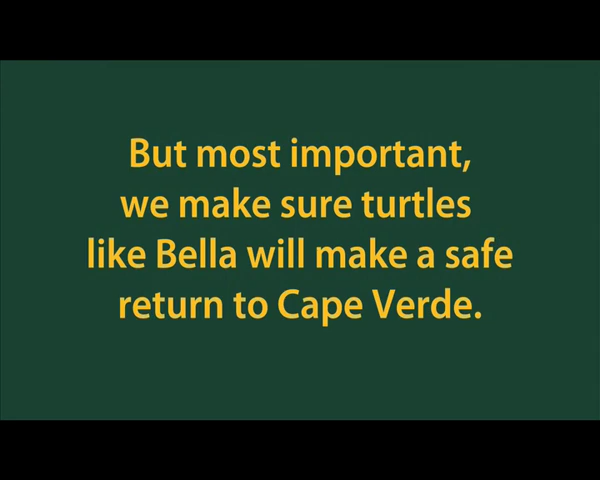 But most important,
we make sure turtles
like Bella will make a safe
return to Cape Verde.